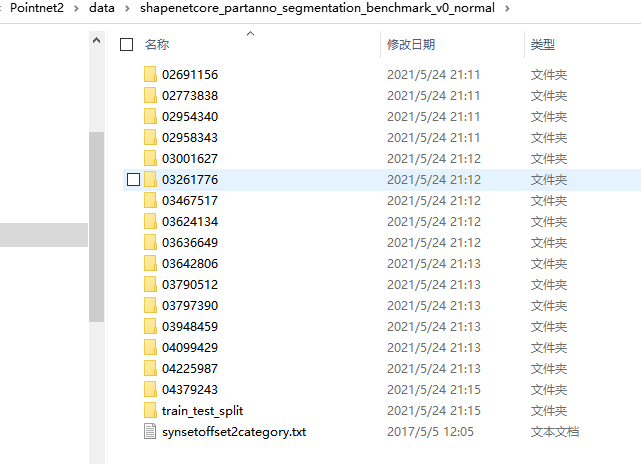 Pointnet2 › data › shapenetcore_partanno_segmentation_benchmark_v0_normal ›
名称 修改日期 类型
02691156 2021/5/24 21:11 文件夹
02773838 2021/5/24 21:11 文件夹
02954340 2021/5/24 21:11 文件夹
02958343 2021/5/24 21:11 文件夹
03001627 2021/5/24 21:12 文件夹
03261776 2021/5/24 21:12 文件夹
03467517 2021/5/24 21:12 文件夹
03624134 2021/5/24 21:12 文件夹
03636649 2021/5/24 21:12 文件夹
03642806 2021/5/24 21:13 文件夹
03790512 2021/5/24 21:13 文件夹
03797390 2021/5/24 21:13 文件夹
03948459 2021/5/24 21:13 文件夹
04099429 2021/5/24 21:13 文件夹
04225987 2021/5/24 21:13 文件夹
04379243 2021/5/24 21:15 文件夹
train_test_split 2021/5/24 21:15 文件夹
synsetoffset2category.txt 2017/5/5 12:05 文本文档